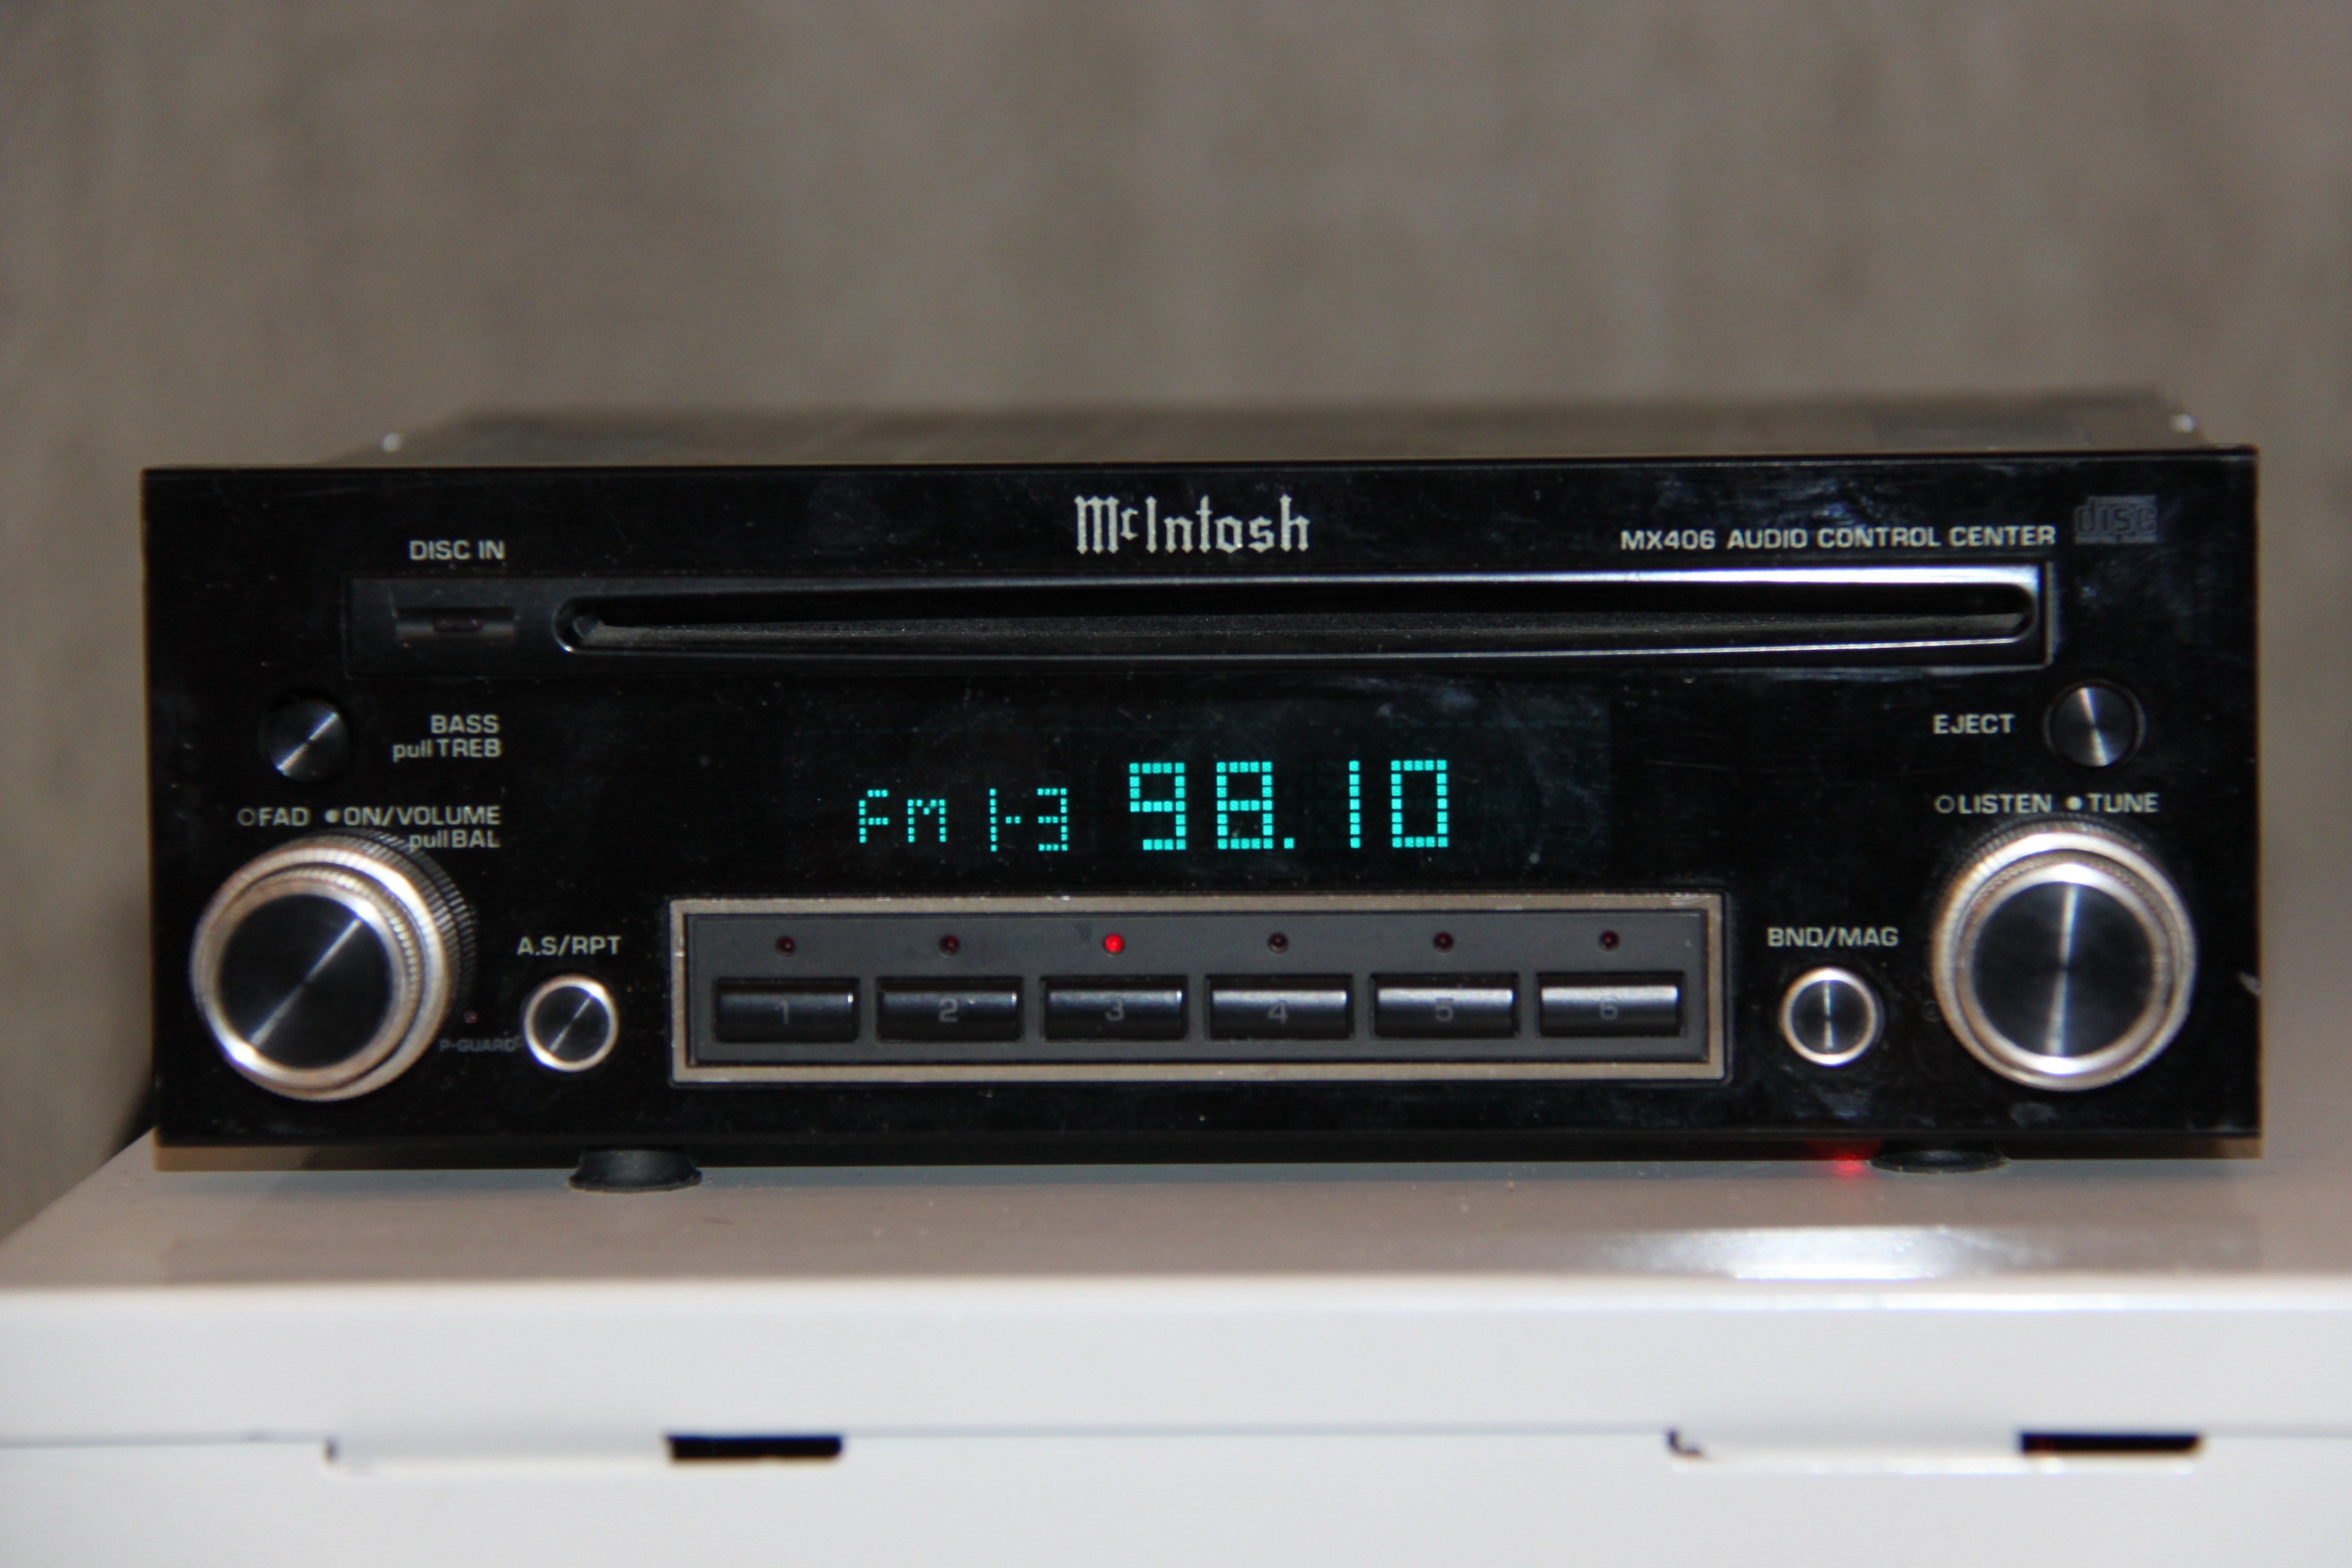 McIntosh
DISC IN
MX406 AUDIO CONTROL CENTER
disc
BASS
pull TREB
EJECT
FM 1-3 98.10
FAD ON/VOLUME
pull BAL
LISTEN TUNE
A.S/RPT
BND/MAG
P-GUARD
1 2 3 4 5 6